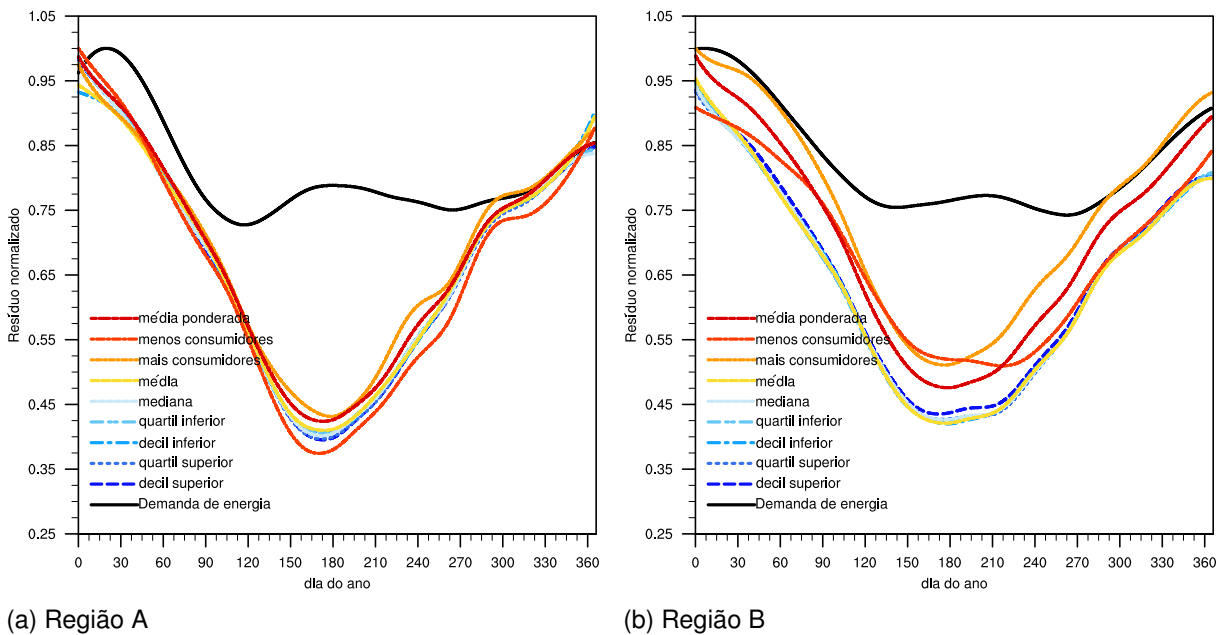 1.05
0.95
0.85
0.75
0.65
0.55
0.45
0.35
0.25
Resíduo normalizado
média ponderada
menos consumidores
mais consumidores
médIa
mediana
quartil inferior
decil inferior
quartil superior
decil superior
Demanda de energia
0 30 60 90 120 150 180 210 240 270 300 330 360
dIa do ano
(a) Região A
1.05
0.95
0.85
0.75
0.65
0.55
0.45
0.35
0.25
Resíduo normalizado
média ponderada
menos consumidores
mais consumidores
médIa
mediana
quartil inferior
decil inferior
quartil superior
decil superior
Demanda de energia
0 30 60 90 120 150 180 210 240 270 300 330 360
dIa do ano
(b) Região B